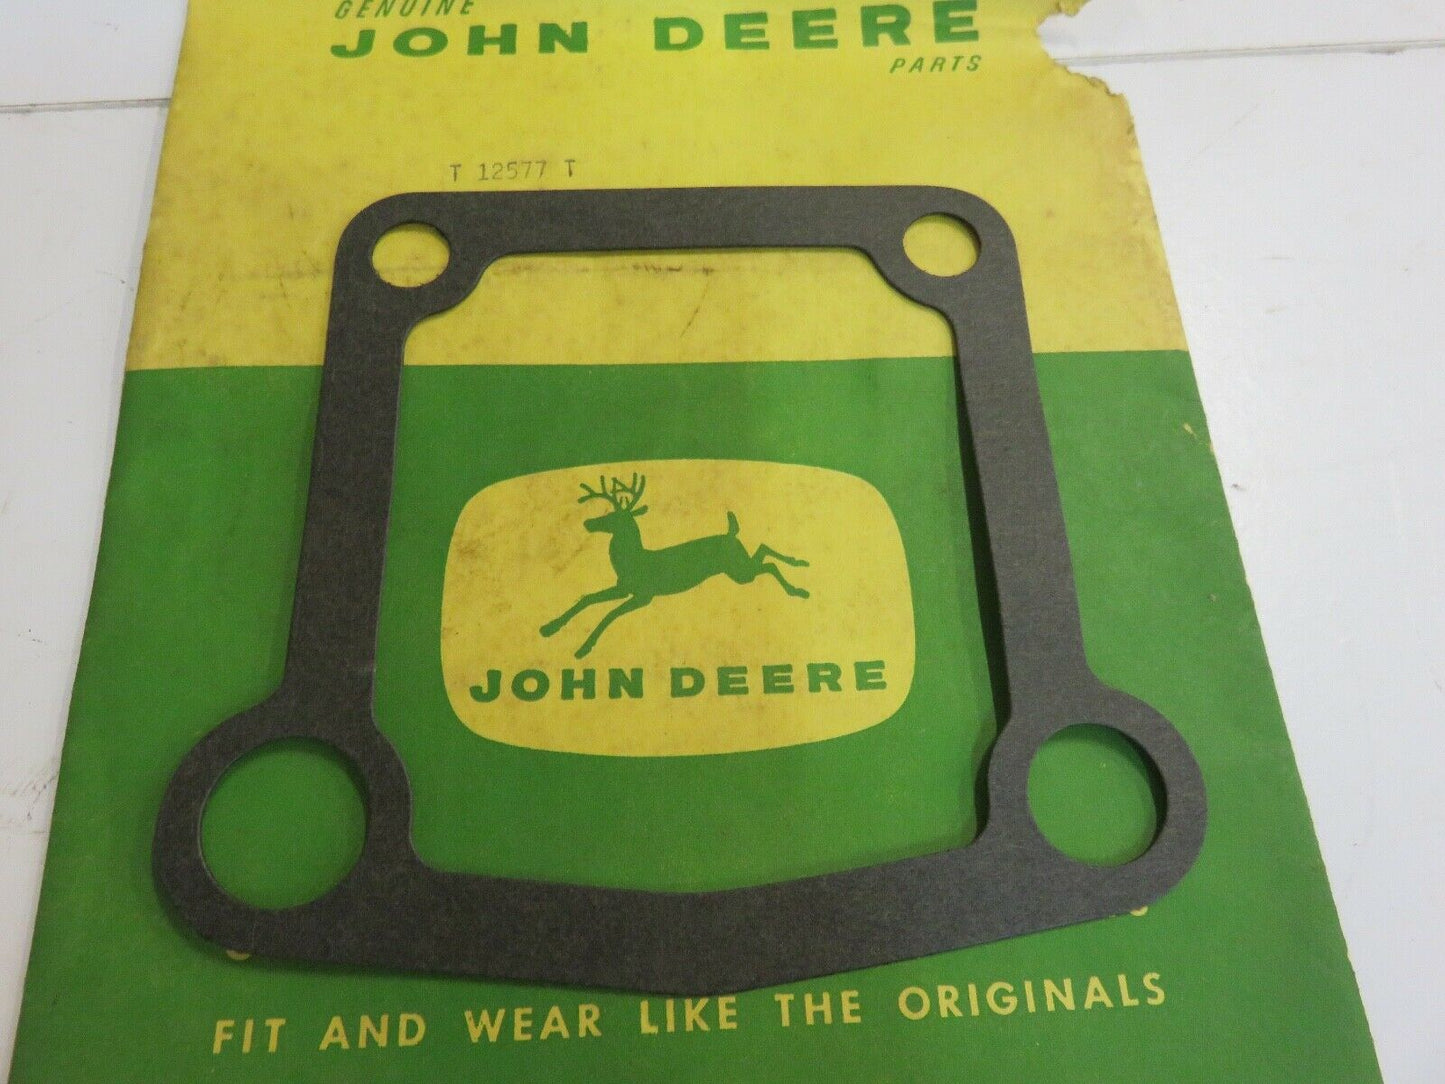 GENUINE
JOHN DEERE
PARTS
T 12577 T
JOHN DEERE
FIT AND WEAR LIKE THE ORIGINALS